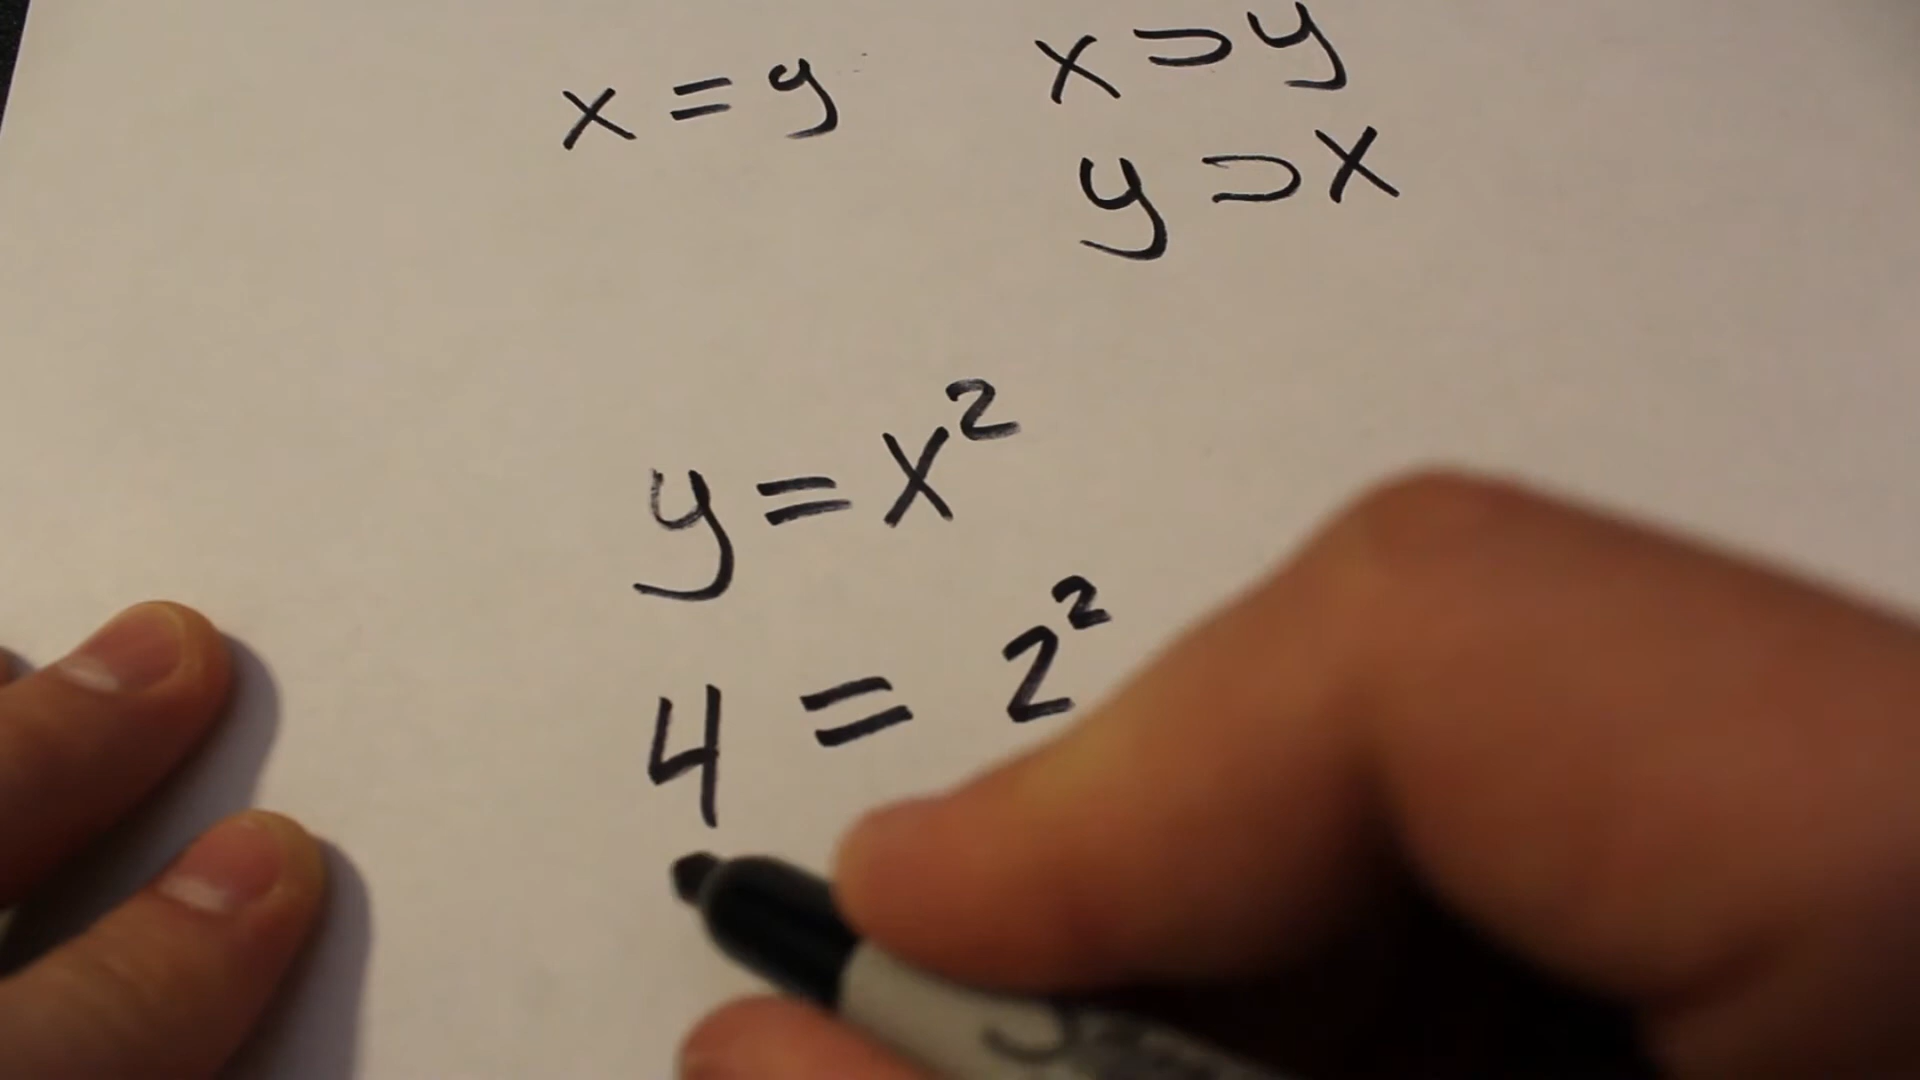 x = y
x ⊃ y
y ⊃ x
y = x²
4 = 2²